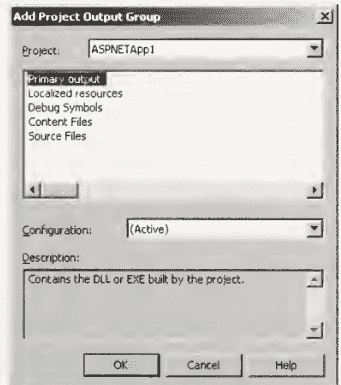 Add Project Output Group
Project: ASPNETApp1
Primary output
Localized resources
Debug Symbols
Content Files
Source Files
Configuration: (Active)
Description:
Contains the DLL or EXE built by the project.
OK Cancel Help